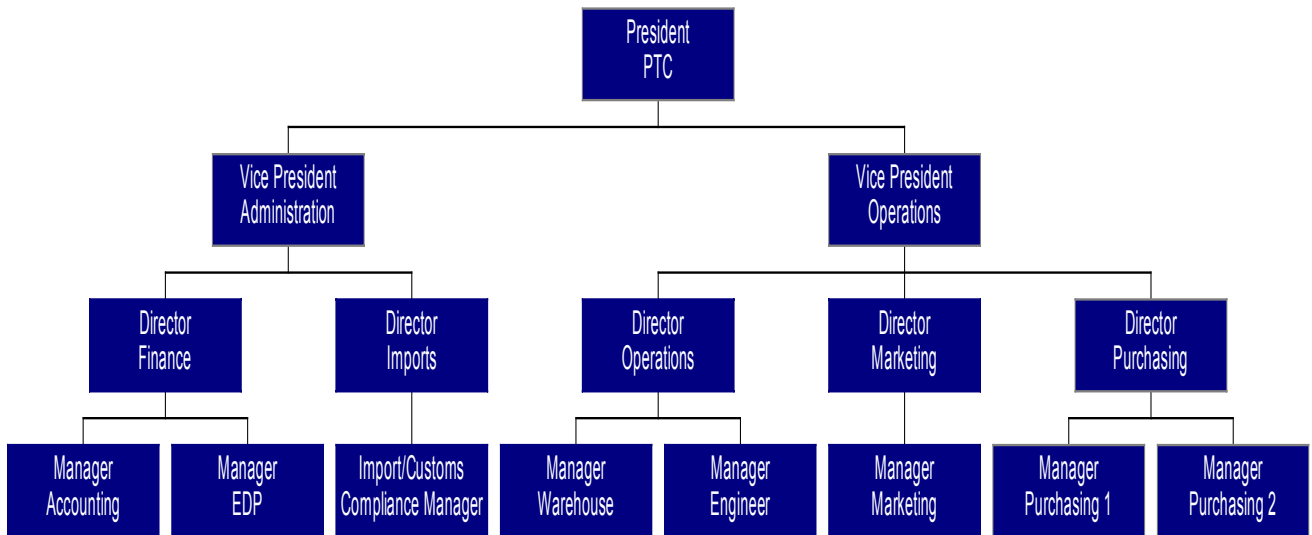 President
PTC
Vice President
Administration
Vice President
Operations
Director
Finance
Director
Imports
Director
Operations
Director
Marketing
Director
Purchasing
Manager
Accounting
Manager
EDP
Import/Customs
Compliance Manager
Manager
Warehouse
Manager
Engineer
Manager
Marketing
Manager
Purchasing 1
Manager
Purchasing 2